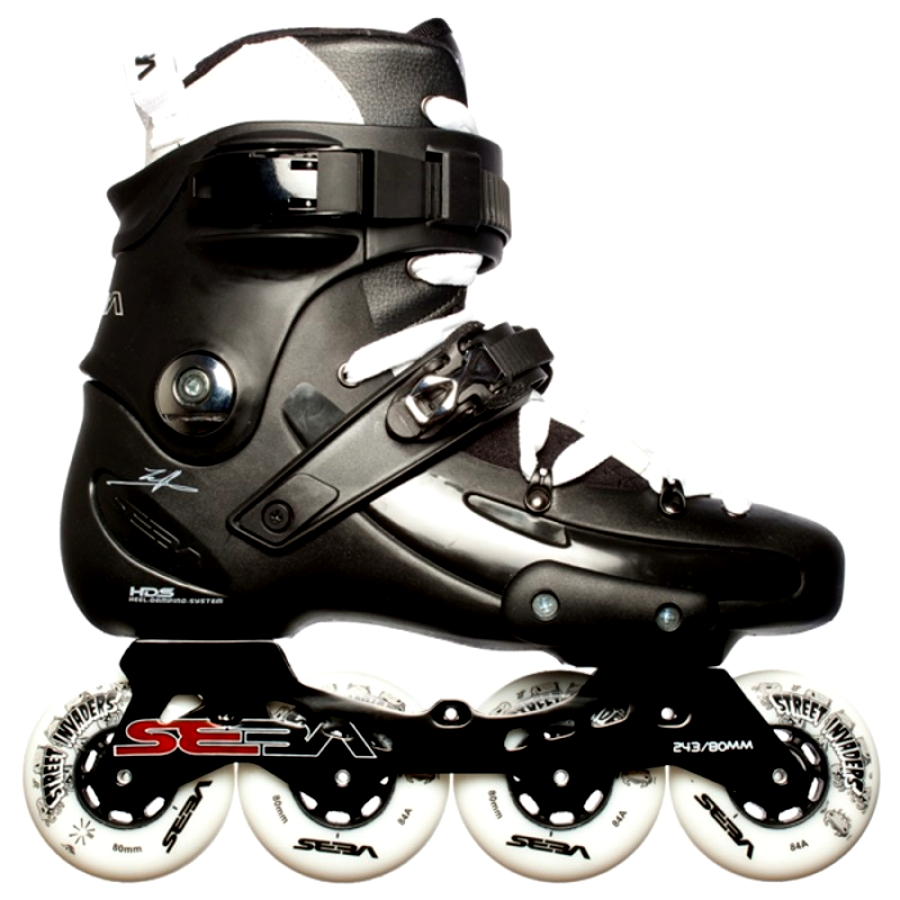 SEBA
HDS
HEEL.DAMPING.SYSTEM
SEBA
243/80MM
STREET INVADERS
80mm
SEBA
80mm
84A
SEBA
80mm
84A
SEBA
STREET INVADERS
84A
SEBA